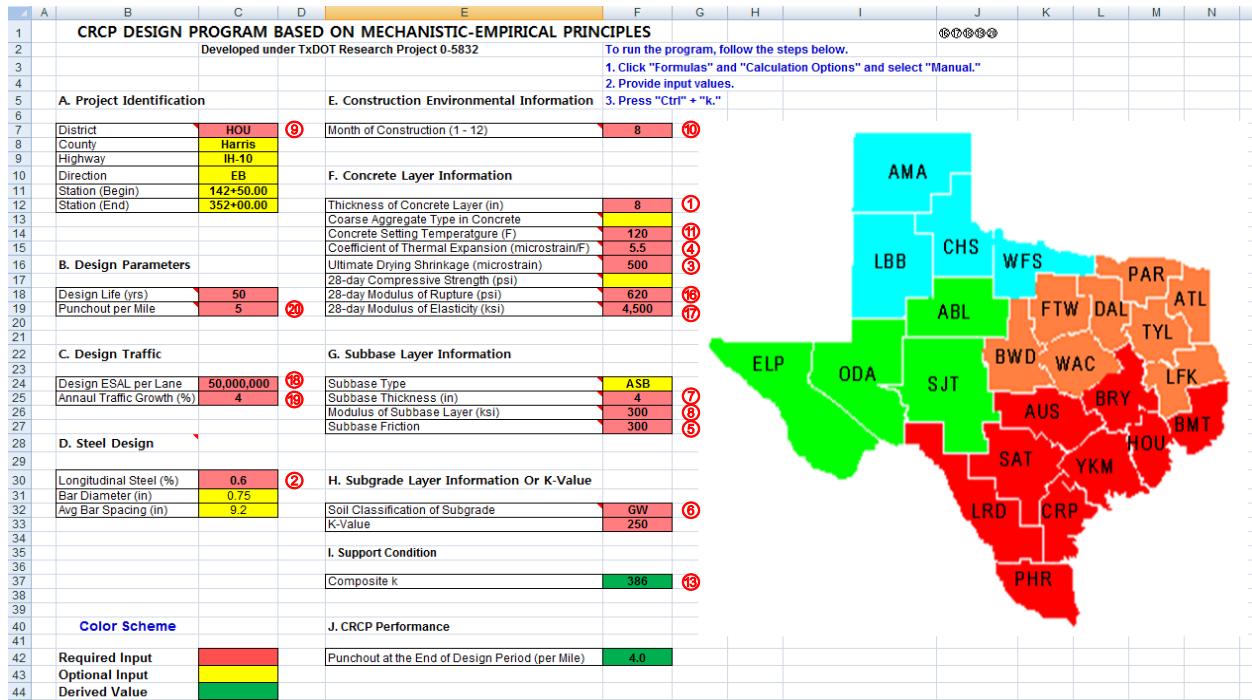 A B C D E F G H I J K L M N
1 CRCP DESIGN PROGRAM BASED ON MECHANISTIC-EMPIRICAL PRINCIPLES ⑯⑰⑱⑲⑳
2 Developed under TxDOT Research Project 0-5832 To run the program, follow the steps below.
3 1. Click "Formulas" and "Calculation Options" and select "Manual."
4 2. Provide input values.
5 A. Project Identification E. Construction Environmental Information 3. Press "Ctrl" + "k."
6
7 District HOU ⑨ Month of Construction (1 - 12) 8 ⑩
8 County Harris
9 Highway IH-10
10 Direction EB F. Concrete Layer Information
11 Station (Begin) 142+50.00
12 Station (End) 352+00.00 Thickness of Concrete Layer (in) 8 ①
13 Coarse Aggregate Type in Concrete
14 Concrete Setting Temperatgure (F) 120 ⑪
15 Coefficient of Thermal Expansion (microstrain/F) 5.5 ④
16 B. Design Parameters Ultimate Drying Shrinkage (microstrain) 500 ③
17 28-day Compressive Strength (psi)
18 Design Life (yrs) 50 28-day Modulus of Rupture (psi) 620 ⑯
19 Punchout per Mile 5 ⑳ 28-day Modulus of Elasticity (ksi) 4,500 ⑰
20
21
22 C. Design Traffic G. Subbase Layer Information
23
24 Design ESAL per Lane 50,000,000 ⑱ Subbase Type ASB
25 Annaul Traffic Growth (%) 4 ⑲ Subbase Thickness (in) 4 ⑦
26 Modulus of Subbase Layer (ksi) 300 ⑧
27 Subbase Friction 300 ⑤
28 D. Steel Design
29
30 Longitudinal Steel (%) 0.6 ② H. Subgrade Layer Information Or K-Value
31 Bar Diameter (in) 0.75
32 Avg Bar Spacing (in) 9.2 Soil Classification of Subgrade GW ⑥
33 K-Value 250
34
35 I. Support Condition
36
37 Composite k 386 ⑬
38
39
40 Color Scheme J. CRCP Performance
41
42 Required Input Punchout at the End of Design Period (per Mile) 4.0
43 Optional Input
44 Derived Value
AMA
LBB CHS WFS
PAR
ABL FTW DAL ATL
TYL
ELP ODA SJT BWD WAC LFK
AUS BRY BMT
HOU
SAT YKM
LRD CRP
PHR